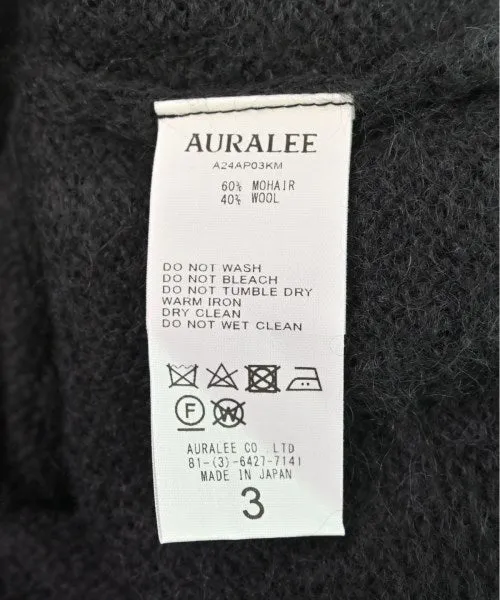 AURALEE
A24AP03KM
60% MOHAIR
40% WOOL
DO NOT WASH
DO NOT BLEACH
DO NOT TUMBLE DRY
WARM IRON
DRY CLEAN
DO NOT WET CLEAN
F W
AURALEE CO.,LTD
81-(3)-6427-7141
MADE IN JAPAN
3